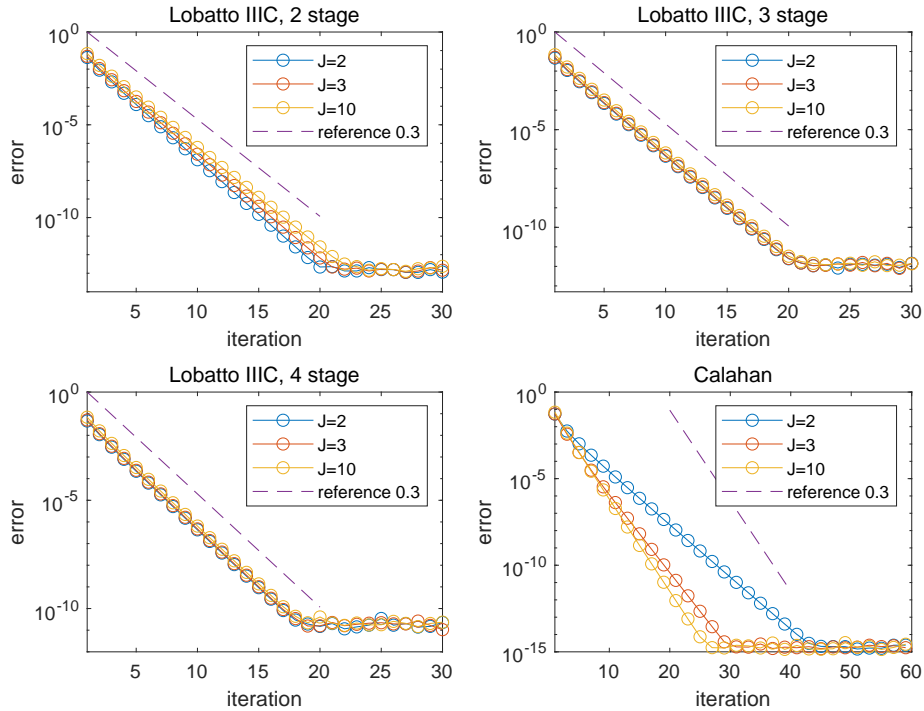 Lobatto IIIC, 2 stage
10^0
10^-5
10^-10
error
J=2
J=3
J=10
reference 0.3
5 10 15 20 25 30
iteration
Lobatto IIIC, 3 stage
10^0
10^-5
10^-10
error
J=2
J=3
J=10
reference 0.3
5 10 15 20 25 30
iteration
Lobatto IIIC, 4 stage
10^0
10^-5
10^-10
error
J=2
J=3
J=10
reference 0.3
5 10 15 20 25 30
iteration
Calahan
10^0
10^-5
10^-10
10^-15
error
J=2
J=3
J=10
reference 0.3
10 20 30 40 50 60
iteration